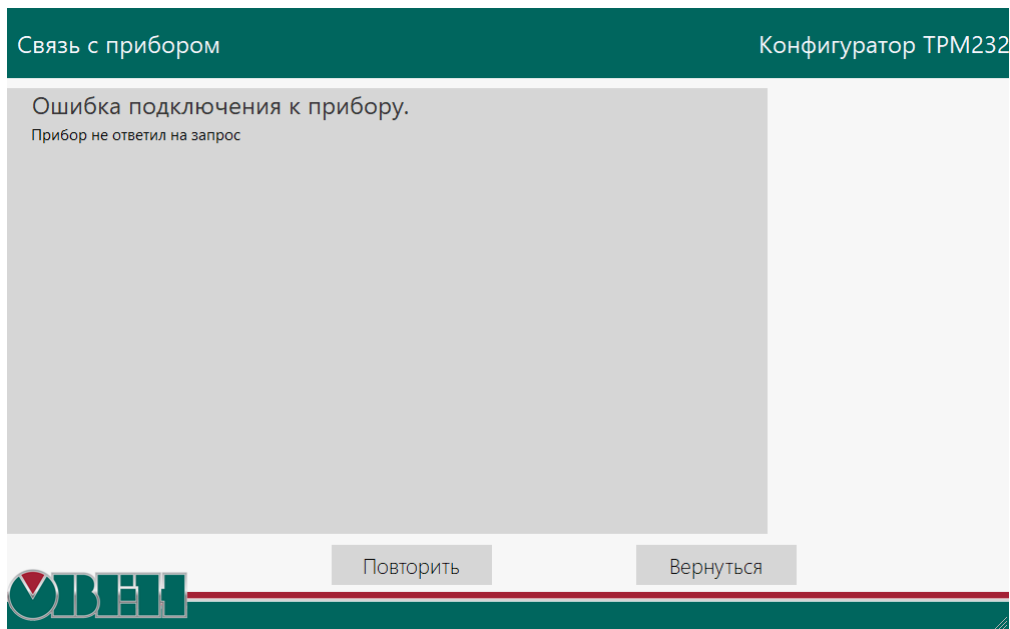 Связь с прибором
Конфигуратор ТРМ232
Ошибка подключения к прибору.
Прибор не ответил на запрос
Повторить
Вернуться
ОВЕН